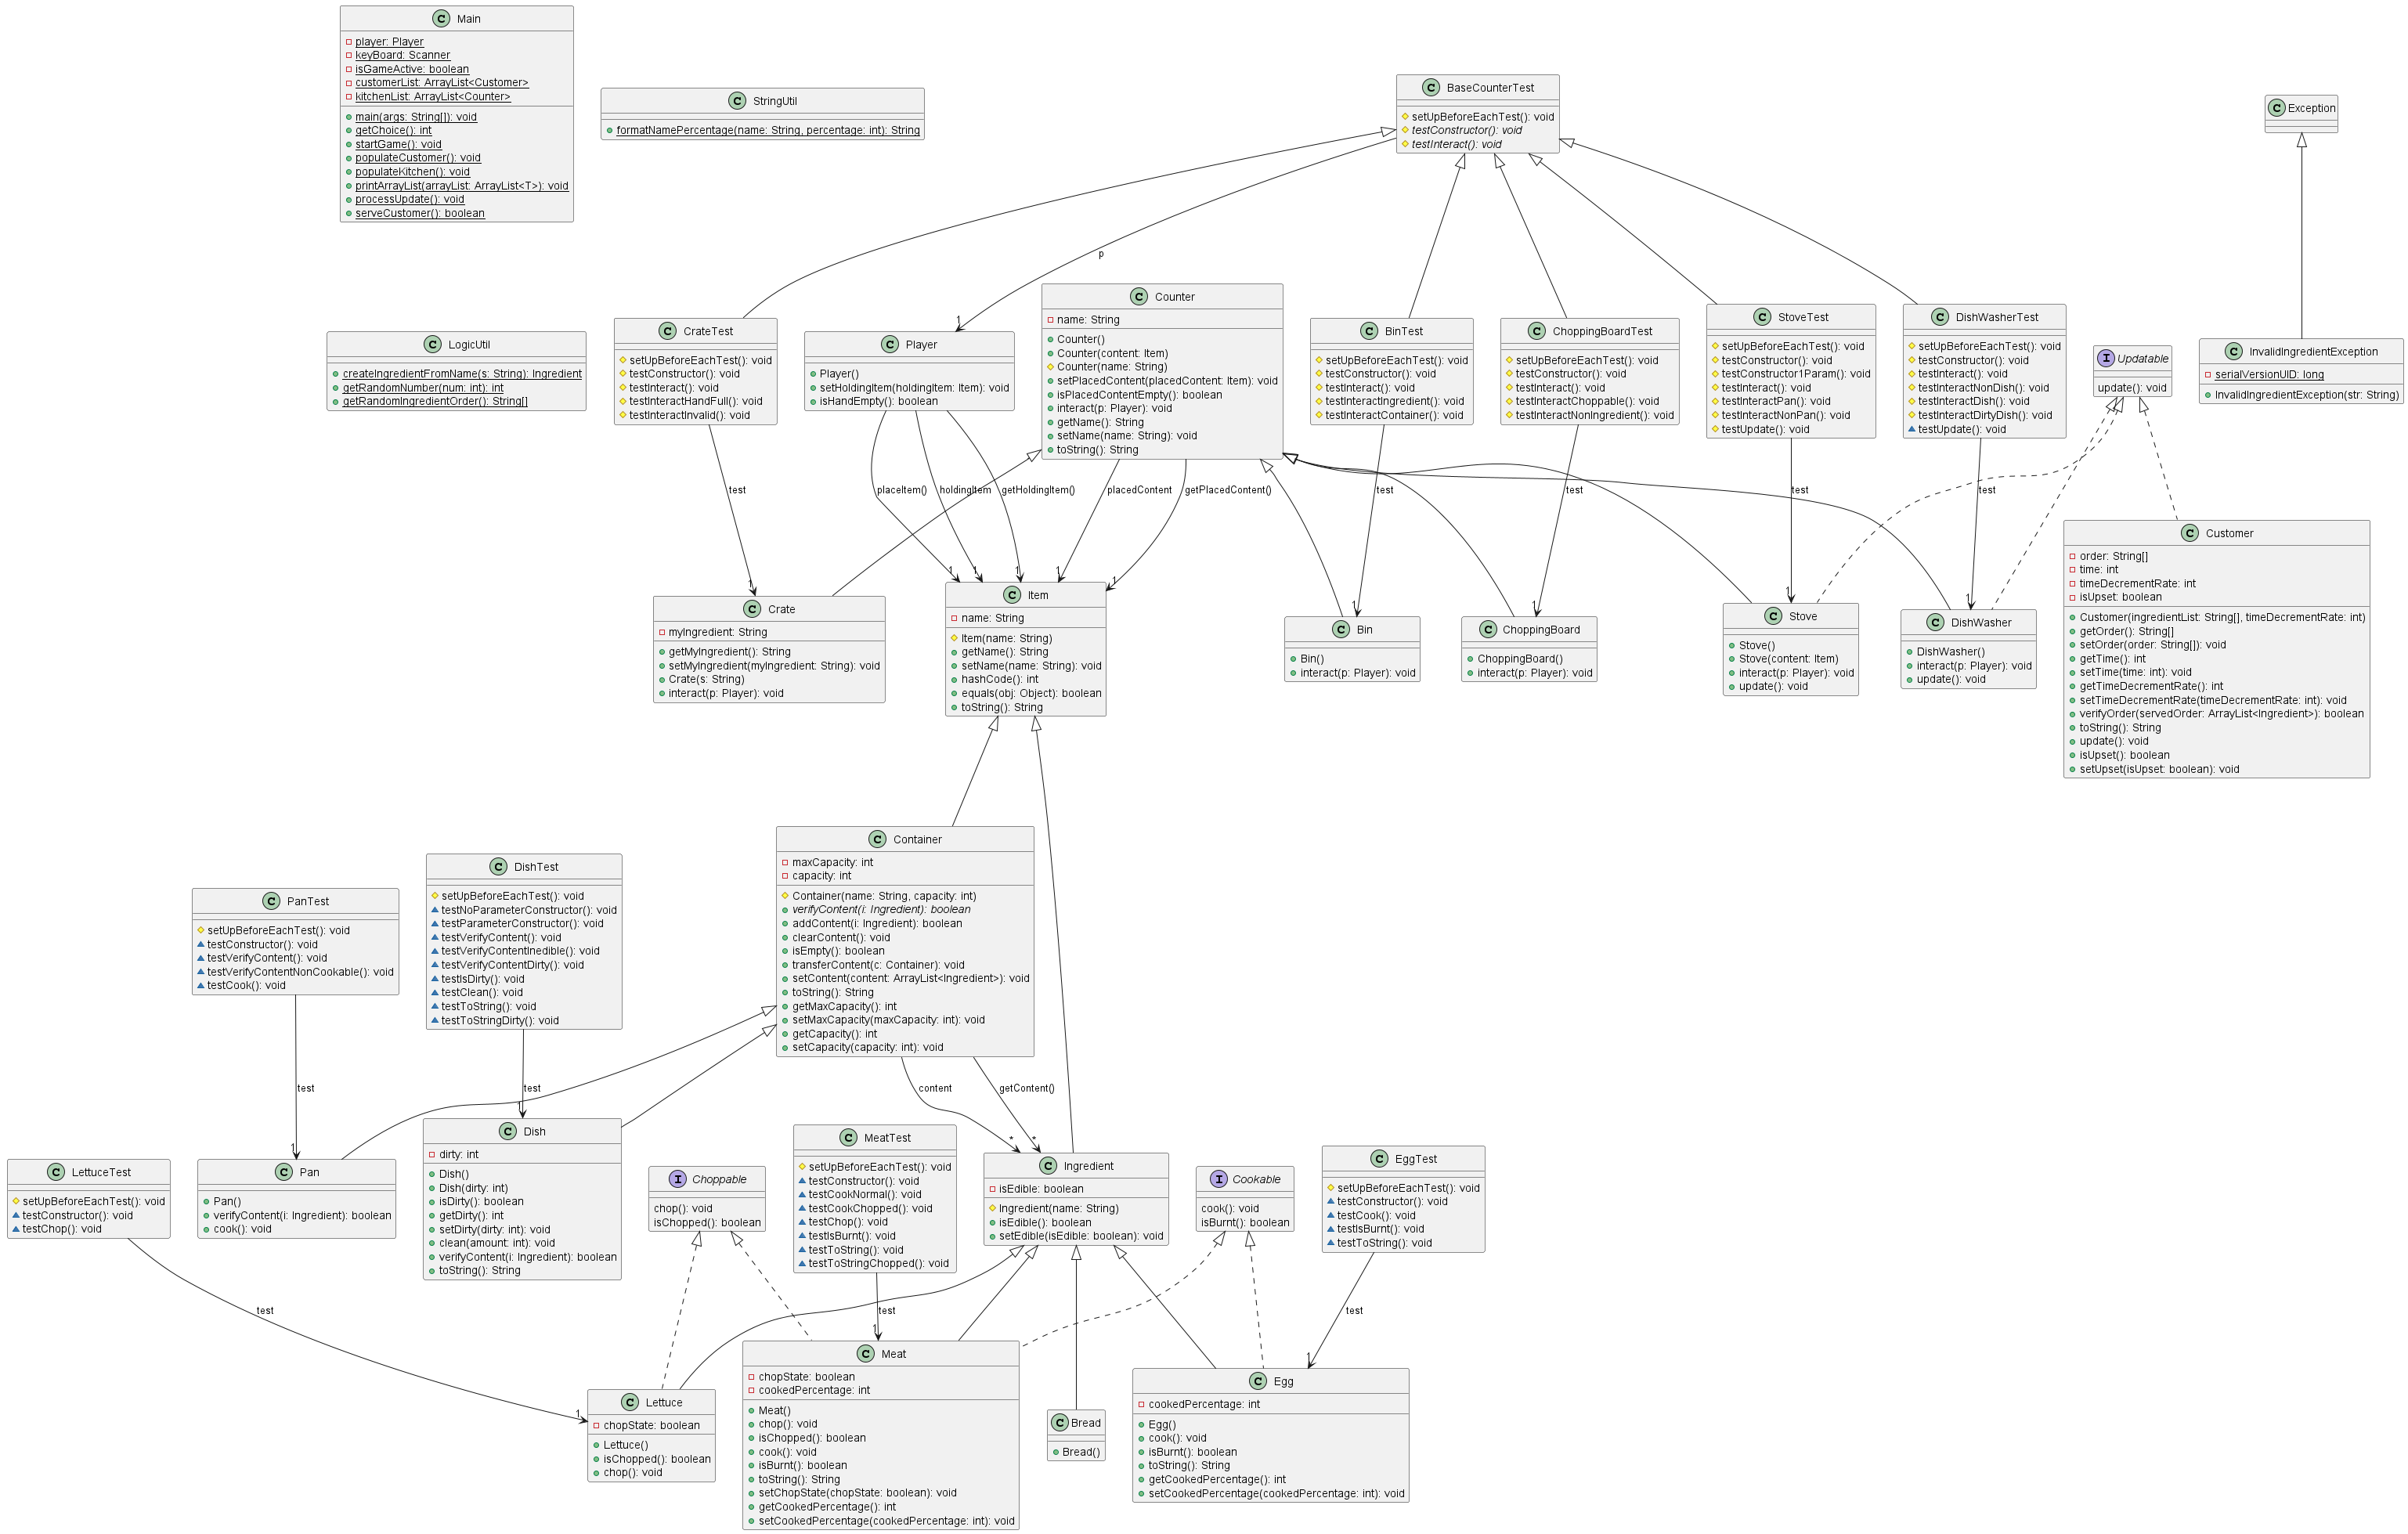 Main
player: Player
keyBoard: Scanner
isGameActive: boolean
customerList: ArrayList<Customer>
kitchenList: ArrayList<Counter>
main(args: String[]): void
getChoice(): int
startGame(): void
populateCustomer(): void
populateKitchen(): void
printArrayList(arrayList: ArrayList<T>): void
processUpdate(): void
serveCustomer(): boolean
StringUtil
formatNamePercentage(name: String, percentage: int): String
BaseCounterTest
setUpBeforeEachTest(): void
testConstructor(): void
testInteract(): void
Exception
p
LogicUtil
createIngredientFromName(s: String): Ingredient
getRandomNumber(num: int): int
getRandomIngredientOrder(): String[]
CrateTest
setUpBeforeEachTest(): void
testConstructor(): void
testInteract(): void
testInteractHandFull(): void
testInteractInvalid(): void
1
Player
Player()
setHoldingItem(holdingItem: Item): void
isHandEmpty(): boolean
Counter
name: String
Counter()
Counter(content: Item)
Counter(name: String)
setPlacedContent(placedContent: Item): void
isPlacedContentEmpty(): boolean
interact(p: Player): void
getName(): String
setName(name: String): void
toString(): String
BinTest
setUpBeforeEachTest(): void
testConstructor(): void
testInteract(): void
testInteractIngredient(): void
testInteractContainer(): void
ChoppingBoardTest
setUpBeforeEachTest(): void
testConstructor(): void
testInteract(): void
testInteractChoppable(): void
testInteractNonIngredient(): void
StoveTest
setUpBeforeEachTest(): void
testConstructor(): void
testConstructor1Param(): void
testInteract(): void
testInteractPan(): void
testInteractNonPan(): void
testUpdate(): void
DishWasherTest
setUpBeforeEachTest(): void
testConstructor(): void
testInteract(): void
testInteractNonDish(): void
testInteractDish(): void
testInteractDirtyDish(): void
testUpdate(): void
Updatable
update(): void
InvalidIngredientException
serialVersionUID: long
InvalidIngredientException(str: String)
test
placeItem()
holdingItem
getHoldingItem()
placedContent
getPlacedContent()
test
test
test
test
1
1
1
1
1
1
1
1
1
1
Crate
myIngredient: String
getMyIngredient(): String
setMyIngredient(myIngredient: String): void
Crate(s: String)
interact(p: Player): void
Item
name: String
Item(name: String)
getName(): String
setName(name: String): void
hashCode(): int
equals(obj: Object): boolean
toString(): String
Bin
Bin()
interact(p: Player): void
ChoppingBoard
ChoppingBoard()
interact(p: Player): void
Stove
Stove()
Stove(content: Item)
interact(p: Player): void
update(): void
DishWasher
DishWasher()
interact(p: Player): void
update(): void
Customer
order: String[]
time: int
timeDecrementRate: int
isUpset: boolean
Customer(ingredientList: String[], timeDecrementRate: int)
getOrder(): String[]
setOrder(order: String[]): void
getTime(): int
setTime(time: int): void
getTimeDecrementRate(): int
setTimeDecrementRate(timeDecrementRate: int): void
verifyOrder(servedOrder: ArrayList<Ingredient>): boolean
toString(): String
update(): void
isUpset(): boolean
setUpset(isUpset: boolean): void
PanTest
setUpBeforeEachTest(): void
testConstructor(): void
testVerifyContent(): void
testVerifyContentNonCookable(): void
testCook(): void
DishTest
setUpBeforeEachTest(): void
testNoParameterConstructor(): void
testParameterConstructor(): void
testVerifyContent(): void
testVerifyContentInedible(): void
testVerifyContentDirty(): void
testIsDirty(): void
testClean(): void
testToString(): void
testToStringDirty(): void
Container
maxCapacity: int
capacity: int
Container(name: String, capacity: int)
verifyContent(i: Ingredient): boolean
addContent(i: Ingredient): boolean
clearContent(): void
isEmpty(): boolean
transferContent(c: Container): void
setContent(content: ArrayList<Ingredient>): void
toString(): String
getMaxCapacity(): int
setMaxCapacity(maxCapacity: int): void
getCapacity(): int
setCapacity(capacity: int): void
test
test
content
getContent()
1
1
*
*
LettuceTest
setUpBeforeEachTest(): void
testConstructor(): void
testChop(): void
Pan
Pan()
verifyContent(i: Ingredient): boolean
cook(): void
Dish
dirty: int
Dish()
Dish(dirty: int)
isDirty(): boolean
getDirty(): int
setDirty(dirty: int): void
clean(amount: int): void
verifyContent(i: Ingredient): boolean
toString(): String
Choppable
chop(): void
isChopped(): boolean
MeatTest
setUpBeforeEachTest(): void
testConstructor(): void
testCookNormal(): void
testCookChopped(): void
testChop(): void
testIsBurnt(): void
testToString(): void
testToStringChopped(): void
Ingredient
isEdible: boolean
Ingredient(name: String)
isEdible(): boolean
setEdible(isEdible: boolean): void
Cookable
cook(): void
isBurnt(): boolean
EggTest
setUpBeforeEachTest(): void
testConstructor(): void
testCook(): void
testIsBurnt(): void
testToString(): void
test
test
test
1
1
1
Lettuce
chopState: boolean
Lettuce()
isChopped(): boolean
chop(): void
Meat
chopState: boolean
cookedPercentage: int
Meat()
chop(): void
isChopped(): boolean
cook(): void
isBurnt(): boolean
toString(): String
setChopState(chopState: boolean): void
getCookedPercentage(): int
setCookedPercentage(cookedPercentage: int): void
Bread
Bread()
Egg
cookedPercentage: int
Egg()
cook(): void
isBurnt(): boolean
toString(): String
getCookedPercentage(): int
setCookedPercentage(cookedPercentage: int): void